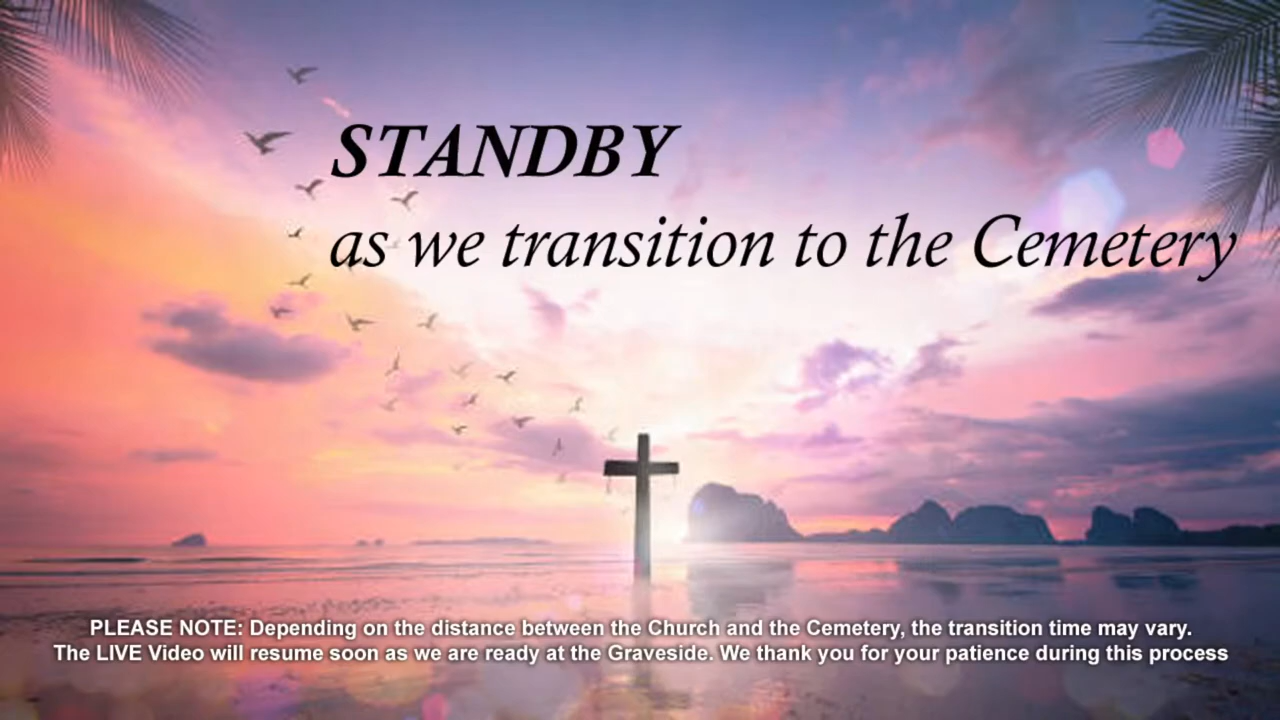 STANDBY
as we transition to the Cemetery
PLEASE NOTE: Depending on the distance between the Church and the Cemetery, the transition time may vary.
The LIVE Video will resume soon as we are ready at the Graveside. We thank you for your patience during this process